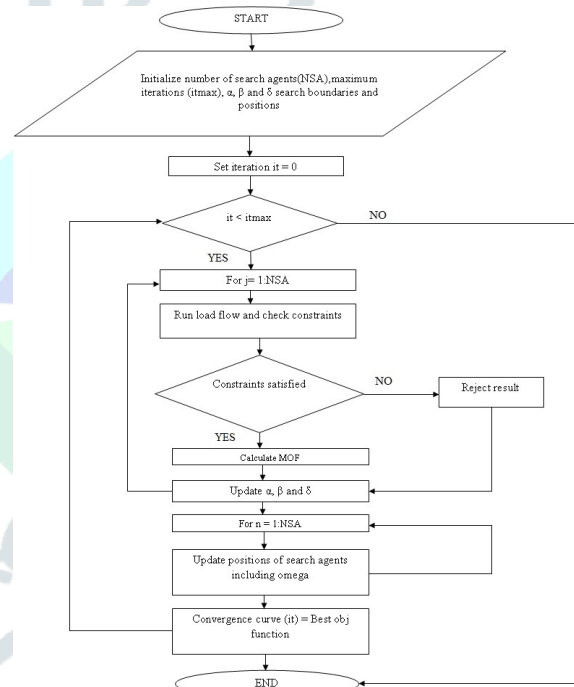 START
Initialize number of search agents(NSA),maximum
iterations (itmax), α, β and δ search boundaries and
positions
Set iteration it = 0
it < itmax
NO
YES
For j= 1:NSA
Run load flow and check constraints
Constraints satisfied
NO
Reject result
YES
Calculate MOF
Update α, β and δ
For n = 1:NSA
Update positions of search agents
including omega
Convergence curve (it) = Best obj
function
END